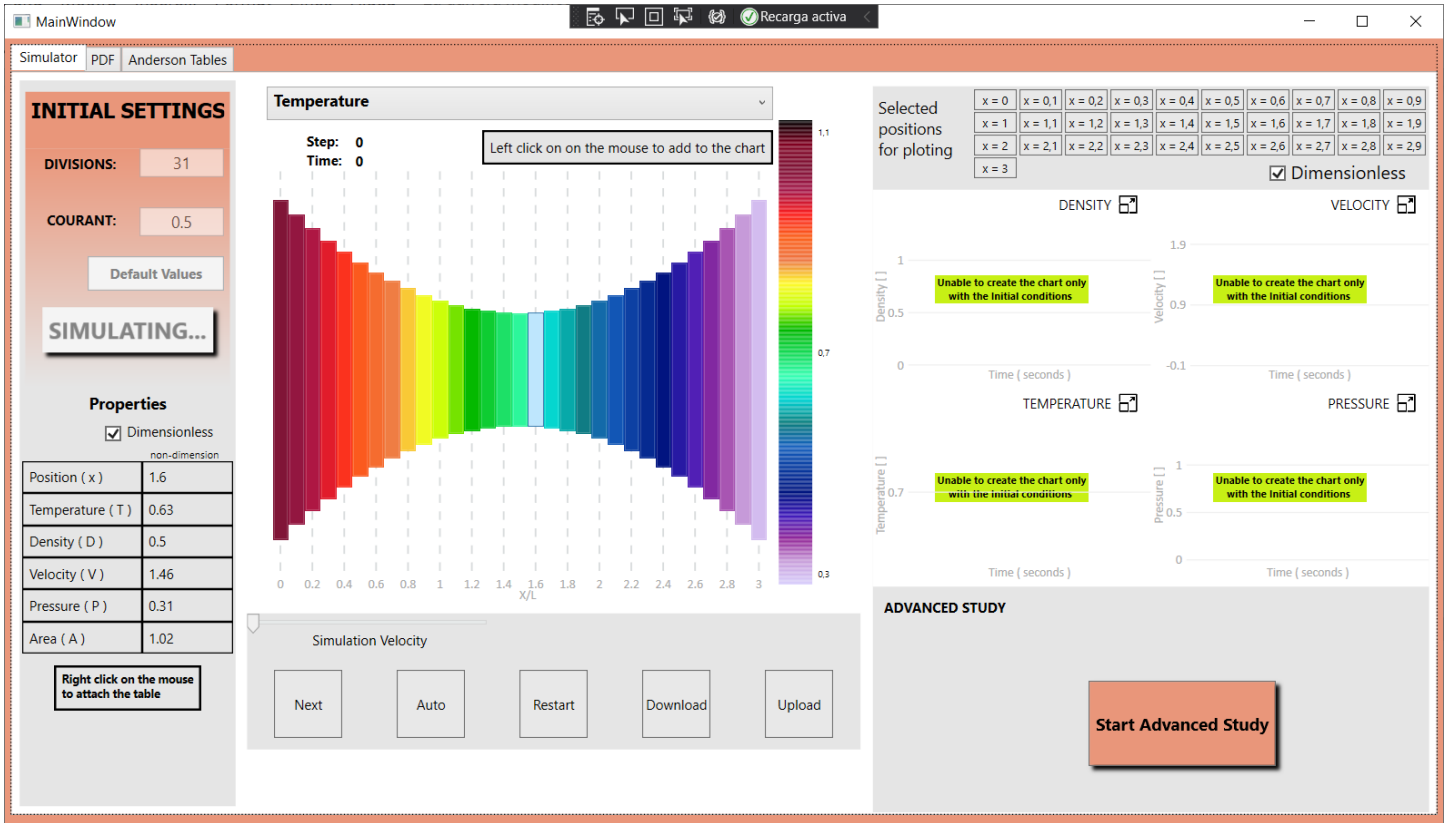 MainWindow
Recarga activa
Simulator
PDF
Anderson Tables
INITIAL SETTINGS
DIVISIONS:
31
COURANT:
0.5
Default Values
SIMULATING...
Properties
Dimensionless
non-dimension
Position ( x )
1.6
Temperature ( T )
0.63
Density ( D )
0.5
Velocity ( V )
1.46
Pressure ( P )
0.31
Area ( A )
1.02
Right click on the mouse
to attach the table
Temperature
Step: 0
Time: 0
Left click on on the mouse to add to the chart
1,1
0,7
0,3
0 0.2 0.4 0.6 0.8 1 1.2 1.4 1.6 1.8 2 2.2 2.4 2.6 2.8 3
X/L
Simulation Velocity
Next
Auto
Restart
Download
Upload
Selected
positions
for ploting
x = 0 x = 0,1 x = 0,2 x = 0,3 x = 0,4 x = 0,5 x = 0,6 x = 0,7 x = 0,8 x = 0,9
x = 1 x = 1,1 x = 1,2 x = 1,3 x = 1,4 x = 1,5 x = 1,6 x = 1,7 x = 1,8 x = 1,9
x = 2 x = 2,1 x = 2,2 x = 2,3 x = 2,4 x = 2,5 x = 2,6 x = 2,7 x = 2,8 x = 2,9
x = 3
Dimensionless
DENSITY
Density [ ]
1
0.5
0
Unable to create the chart only
with the Initial conditions
Time ( seconds )
VELOCITY
Velocity [ ]
1.9
0.9
-0.1
Unable to create the chart only
with the Initial conditions
Time ( seconds )
TEMPERATURE
Temperature [ ]
0.7
Unable to create the chart only
with the Initial conditions
Time ( seconds )
PRESSURE
Pressure [ ]
1
0.5
0
Unable to create the chart only
with the Initial conditions
Time ( seconds )
ADVANCED STUDY
Start Advanced Study